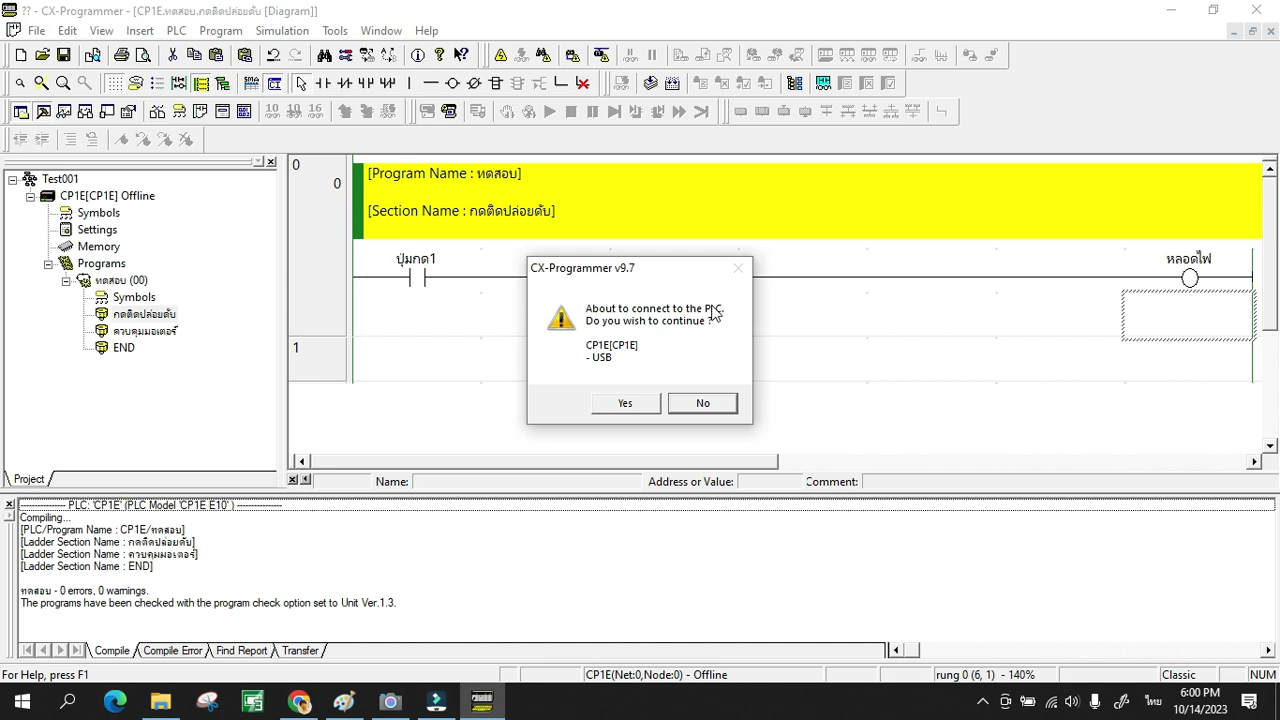 ?? - CX-Programmer - [CP1E.ทดสอบ.กดติดปล่อยดับ [Diagram]]
File Edit View Insert PLC Program Simulation Tools Window Help
10 10 16
Test001
CP1E[CP1E] Offline
Symbols
Settings
Memory
Programs
ทดสอบ (00)
Symbols
กดติดปล่อยดับ
ควบคุมมอเตอร์
END
Project
0
0
[Program Name : ทดสอบ]
[Section Name : กดติดปล่อยดับ]
ปุ่มกด1
หลอดไฟ
1
CX-Programmer v9.7
About to connect to the PLC.
Do you wish to continue ?
CP1E[CP1E]
- USB
Yes No
Name: Address or Value: Comment:
--------------- PLC: 'CP1E' (PLC Model 'CP1E E10' ) ---------------
Compiling...
[PLC/Program Name : CP1E/ทดสอบ]
[Ladder Section Name : กดติดปล่อยดับ]
[Ladder Section Name : ควบคุมมอเตอร์]
[Ladder Section Name : END]
ทดสอบ - 0 errors, 0 warnings.
The programs have been checked with the program check option set to Unit Ver.1.3.
Compile Compile Error Find Report Transfer
For Help, press F1
CP1E(Net:0,Node:0) - Offline
rung 0 (6, 1) - 140%
Classic
NUM
ไทย
6:00 PM
10/14/2023